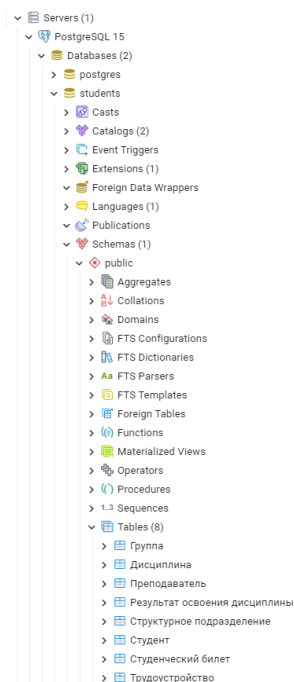 Servers (1)
PostgreSQL 15
Databases (2)
postgres
students
Casts
Catalogs (2)
Event Triggers
Extensions (1)
Foreign Data Wrappers
Languages (1)
Publications
Schemas (1)
public
Aggregates
Collations
Domains
FTS Configurations
FTS Dictionaries
Aa FTS Parsers
FTS Templates
Foreign Tables
Functions
Materialized Views
Operators
Procedures
1..3 Sequences
Tables (8)
Группа
Дисциплина
Преподаватель
Результат освоения дисциплины
Структурное подразделение
Студент
Студенческий билет
Трудоустройство